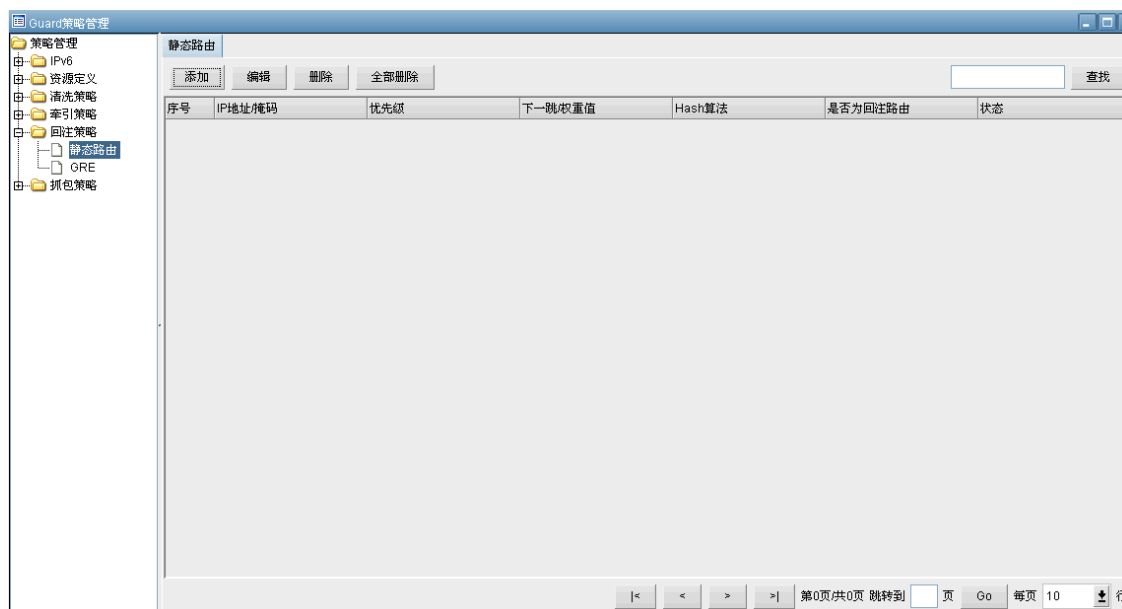 Guard策略管理
策略管理
IPv6
资源定义
清洗策略
牵引策略
回注策略
静态路由
GRE
抓包策略
静态路由
添加 编辑 删除 全部删除 查找
序号 IP地址/掩码 优先级 下一跳/权重值 Hash算法 是否为回注路由 状态
|< < > >| 第0页/共0页 跳转到 页 Go 每页 10 行